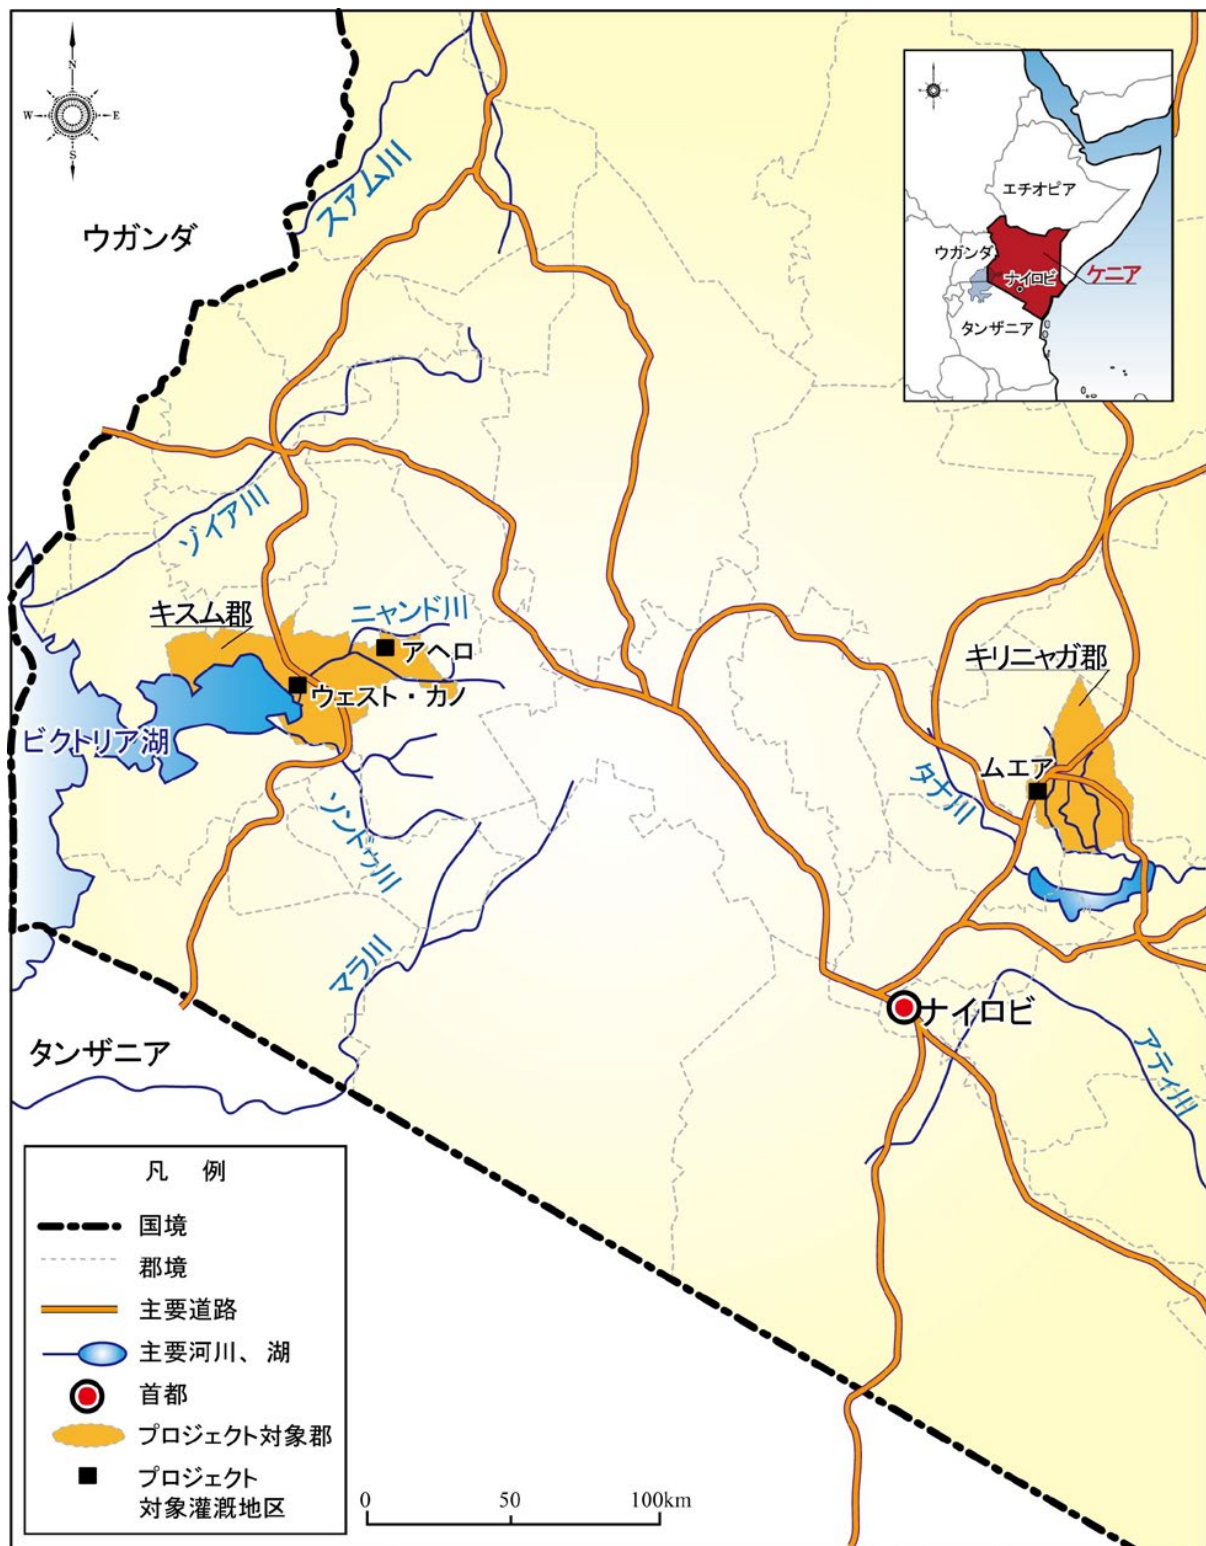 N
W
E
S
ウガンダ
スアム川
エチオピア
ウガンダ
ナイロビ
ケニア
タンザニア
ゾイア川
キスム郡
ニャンド川
アヘロ
ウェスト・カノ
ビクトリア湖
ソンドゥ川
マラ川
キリニャガ郡
ムエア
タナ川
ナイロビ
アティ川
タンザニア
凡 例
国境
郡境
主要道路
主要河川、湖
首都
プロジェクト対象郡
プロジェクト
対象灌漑地区
0 50 100km